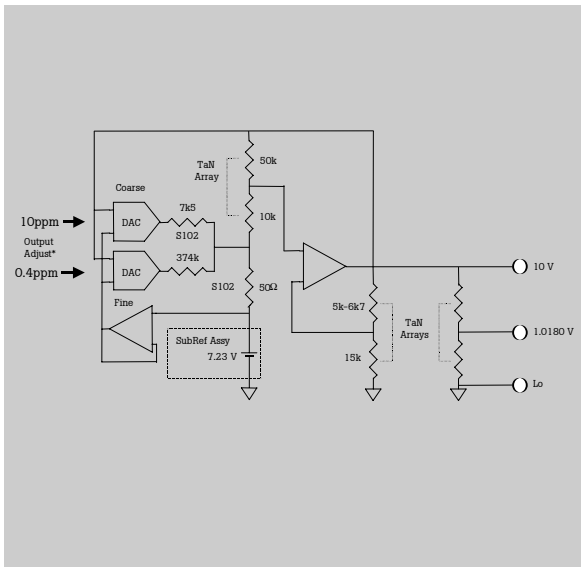 TaN
Array
50k
Coarse
7k5
10k
10ppm
DAC
S102
Output
Adjust*
374k
0.4ppm
DAC
10 V
S102
50Ω
Fine
5k-6k7
TaN
Arrays
1.0180 V
SubRef Assy
7.23 V
15k
Lo